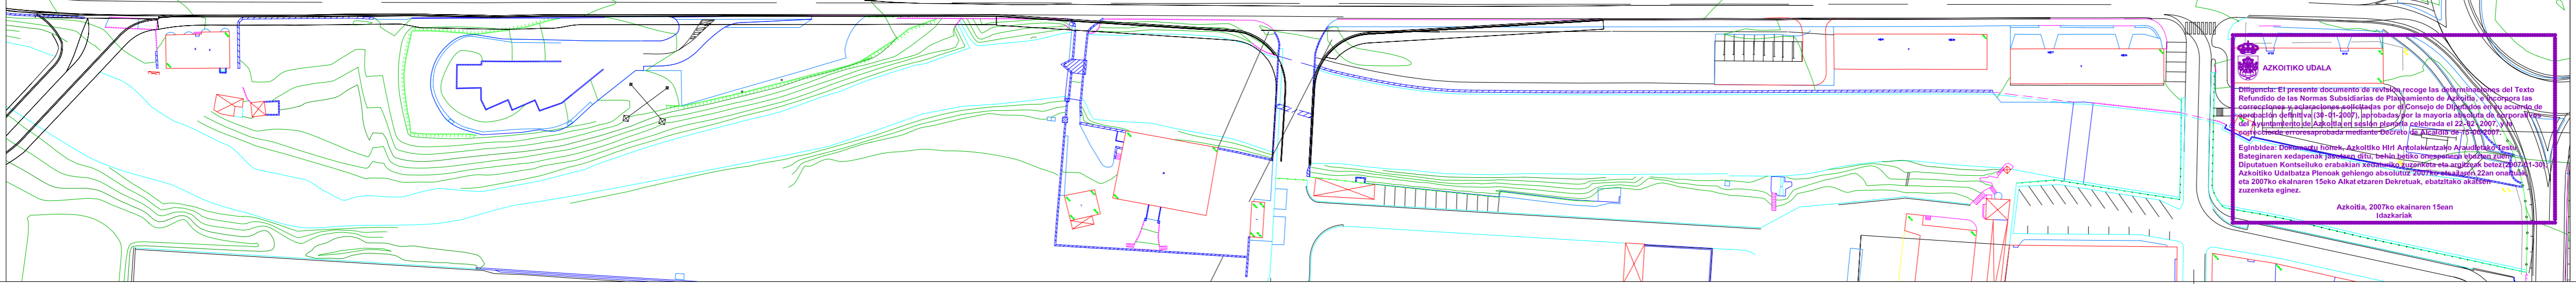 AZKOITIKO UDALA
Diligencia: El presente documento de revisión recoge las determinaciones del Texto
Refundido de las Normas Subsidiarias de Planeamiento de Azkoitia, e incorpora las
correcciones y aclaraciones solicitadas por el Consejo de Diputados en su acuerdo de
aprobación definitiva (30-01-2007), aprobadas por la mayoría absoluta de corporativos
del Ayuntamiento de Azkoitia en sesión plenaria celebrada el 22-02-2007, y la
correcciorde erroresaprobada mediante Decreto de Alcaldía de 15-06-2007.
Eginbidea: Dokumentu honek, Azkoitiko Hiri Antolakuntzako Araudietako Testu
Bateginaren xedapenak jasotzen ditu, behin betiko onespenena ebazten zuen
Diputatuen Kontseiluko erabakian xedaturiko zuzenketa eta argitzeak betez(2007-01-30),
Azkoitiko Udalbatza Plenoak gehiengo absolutuz 2007ko otsailaren 22an onartuak
eta 2007ko ekainaren 15eko Alkatetzaren Dekretuak, ebatzitako akatsen
zuzenketa eginez.
Azkoitia, 2007ko ekainaren 15ean
Idazkariak